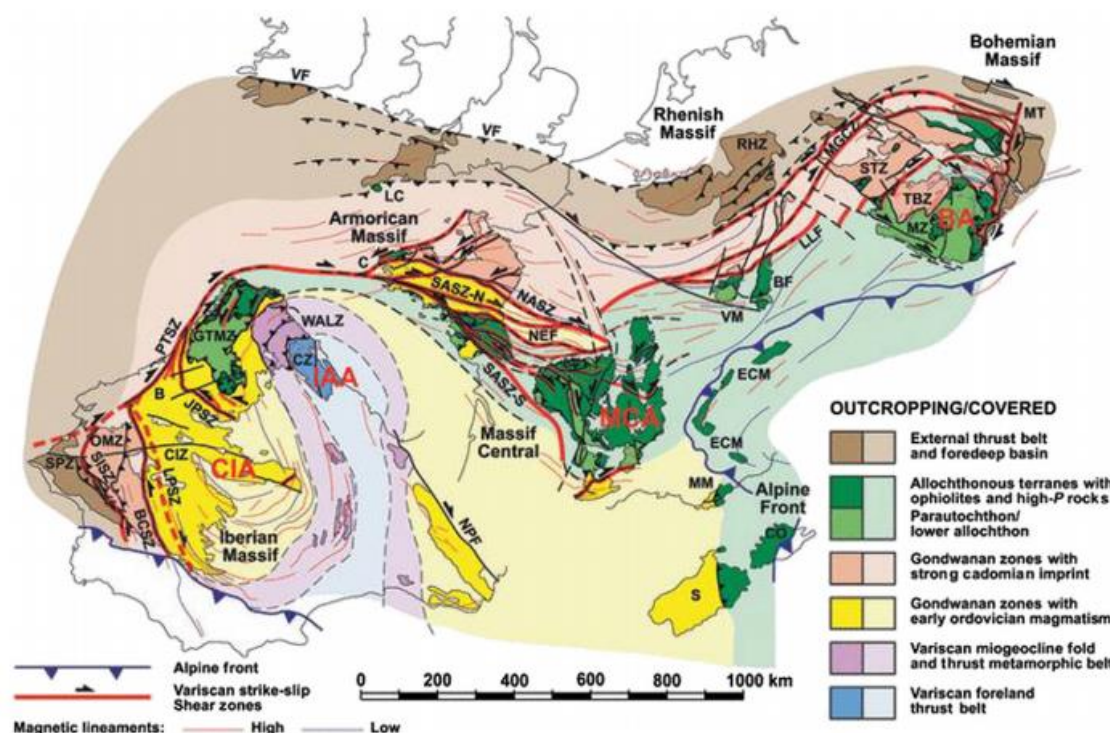 Bohemian
Massif
VF
Rhenish
Massif
MT
VF
RHZ
MGCZ
STZ
LC
TBZ
BA
Armorican
Massif
MZ
C
LLF
SASZ-N
NASZ
BF
VM
PTSZ
GTMZ
WALZ
NEF
CZ
IAA
SASZ-S
ECM
B
JPSZ
MCA
OUTCROPPING/COVERED
External thrust belt
and foredeep basin
OMZ
CIZ
Massif
Central
ECM
SPZ
SISZ
LPSZ
CIA
MM
Alpine
Front
Allochthonous terranes with
ophiolites and high-P rocks
Parautochthon/
lower allochthon
BCSZ
Iberian
Massif
NPF
CO
Gondwanan zones with
strong cadomian imprint
S
Gondwanan zones with
early ordovician magmatism
Variscan miogeocline fold
and thrust metamorphic belt
Variscan foreland
thrust belt
Alpine front
Variscan strike-slip
Shear zones
0 200 400 600 800 1000 km
Magnetic lineaments: High Low